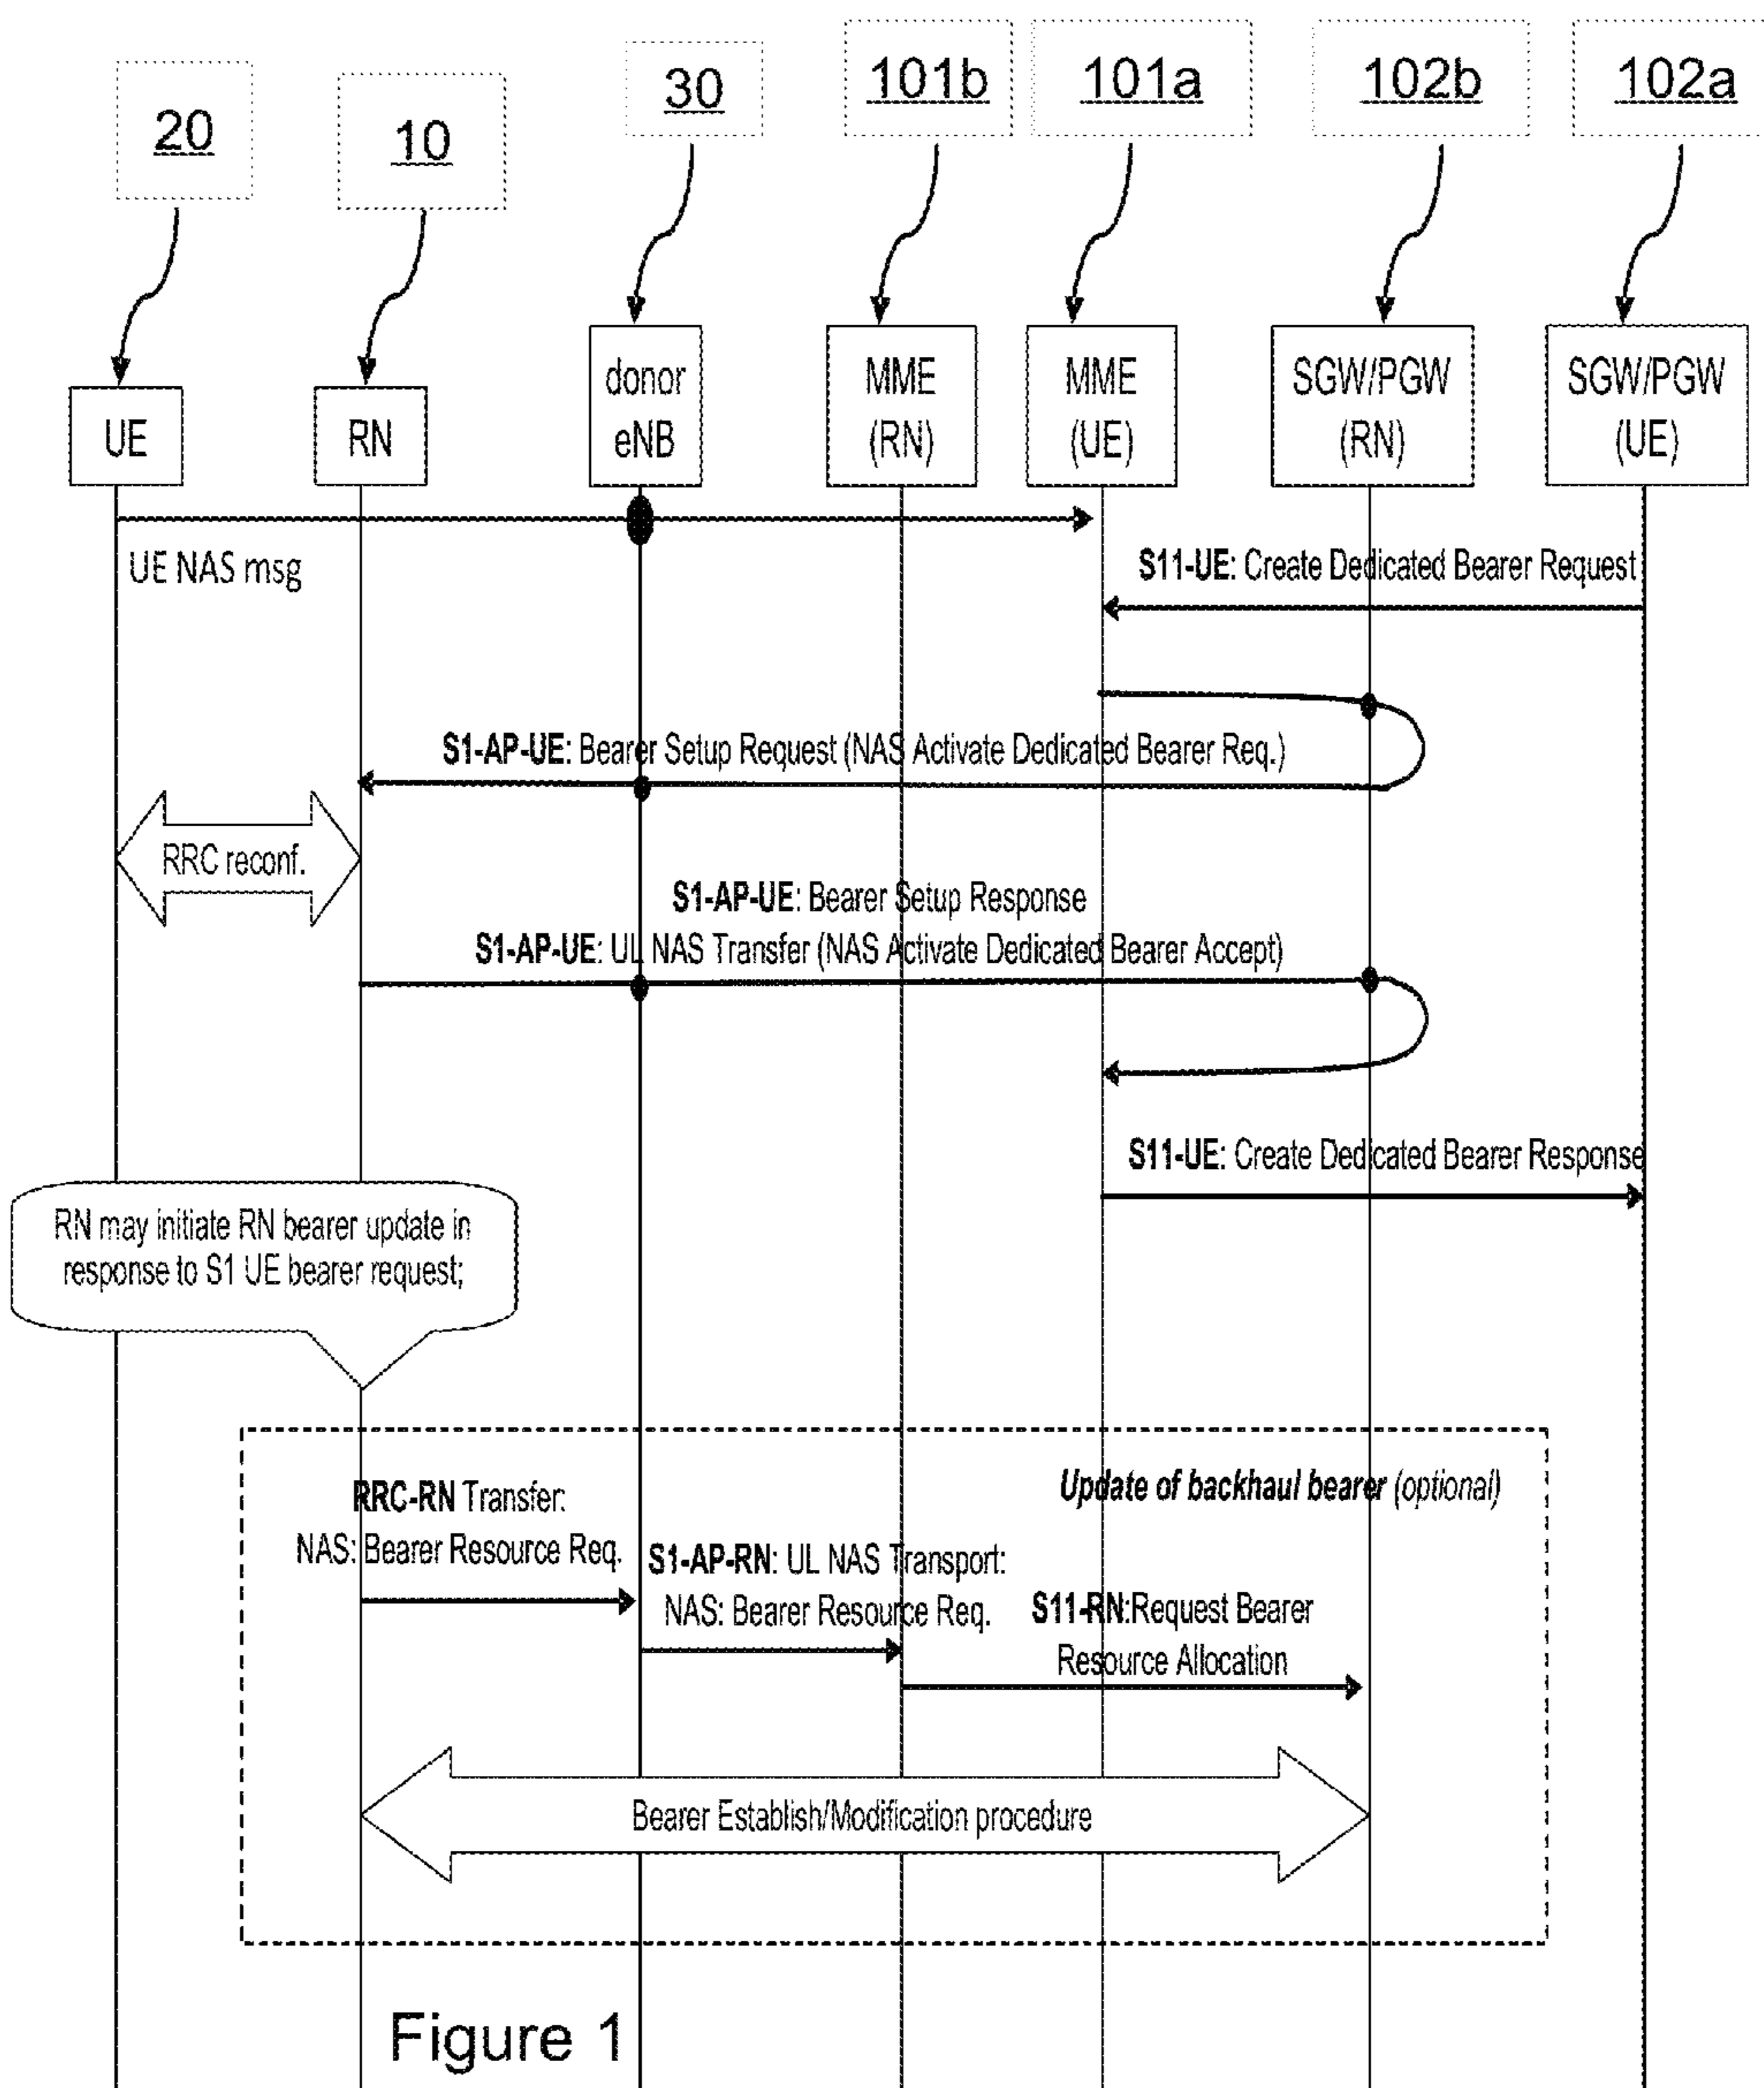 20
10
30
101b
101a
102b
102a
UE
RN
donor
eNB
MME
(RN)
MME
(UE)
SGW/PGW
(RN)
SGW/PGW
(UE)
UE NAS msg
S11-UE: Create Dedicated Bearer Request
S1-AP-UE: Bearer Setup Request (NAS Activate Dedicated Bearer Req.)
RRC reconf.
S1-AP-UE: Bearer Setup Response
S1-AP-UE: UL NAS Transfer (NAS Activate Dedicated Bearer Accept)
S11-UE: Create Dedicated Bearer Response
RN may initiate RN bearer update in
response to S1 UE bearer request;
Update of backhaul bearer (optional)
RRC-RN Transfer:
NAS: Bearer Resource Req.
S1-AP-RN: UL NAS Transport:
NAS: Bearer Resource Req.
S11-RN:Request Bearer
Resource Allocation
Bearer Establish/Modification procedure
Figure 1